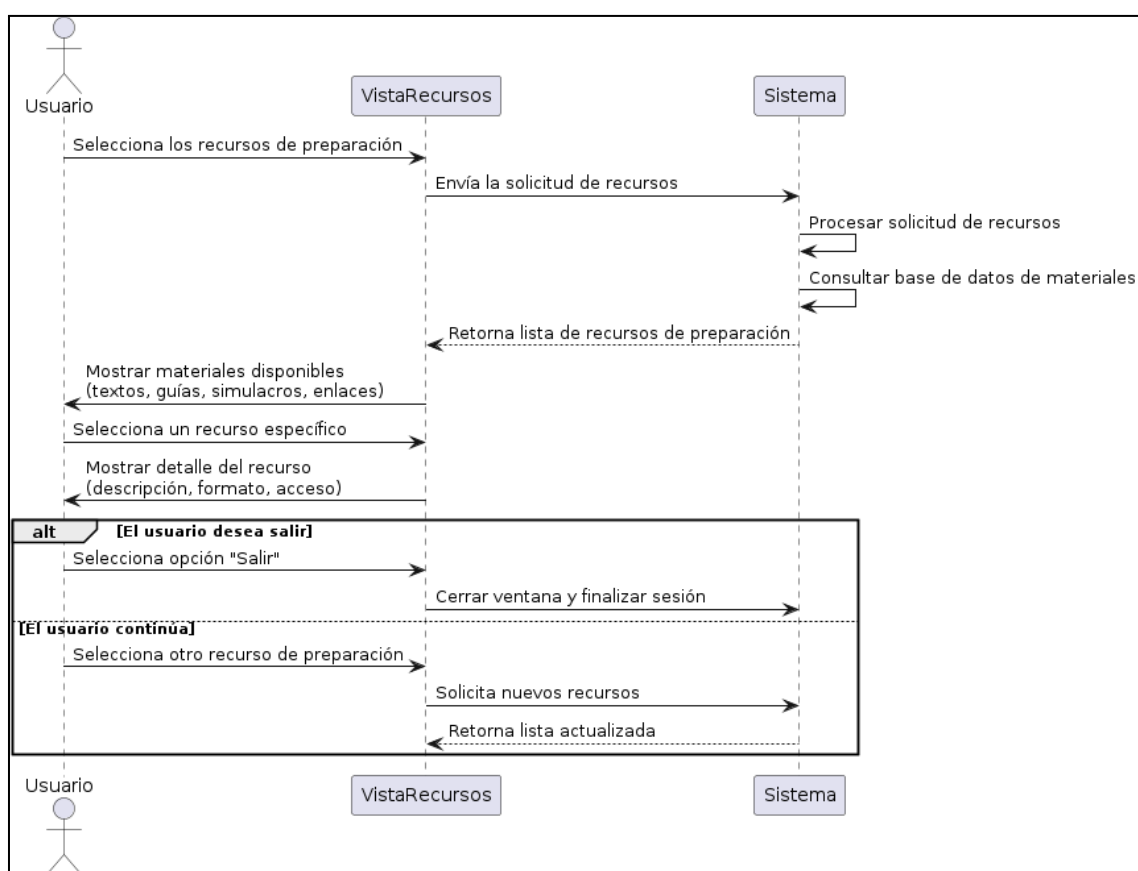 Usuario
VistaRecursos
Sistema
Selecciona los recursos de preparación
Envía la solicitud de recursos
Procesar solicitud de recursos
Consultar base de datos de materiales
Retorna lista de recursos de preparación
Mostrar materiales disponibles
(textos, guías, simulacros, enlaces)
Selecciona un recurso específico
Mostrar detalle del recurso
(descripción, formato, acceso)
alt [El usuario desea salir]
Selecciona opción "Salir"
Cerrar ventana y finalizar sesión
[El usuario continúa]
Selecciona otro recurso de preparación
Solicita nuevos recursos
Retorna lista actualizada
Usuario
VistaRecursos
Sistema